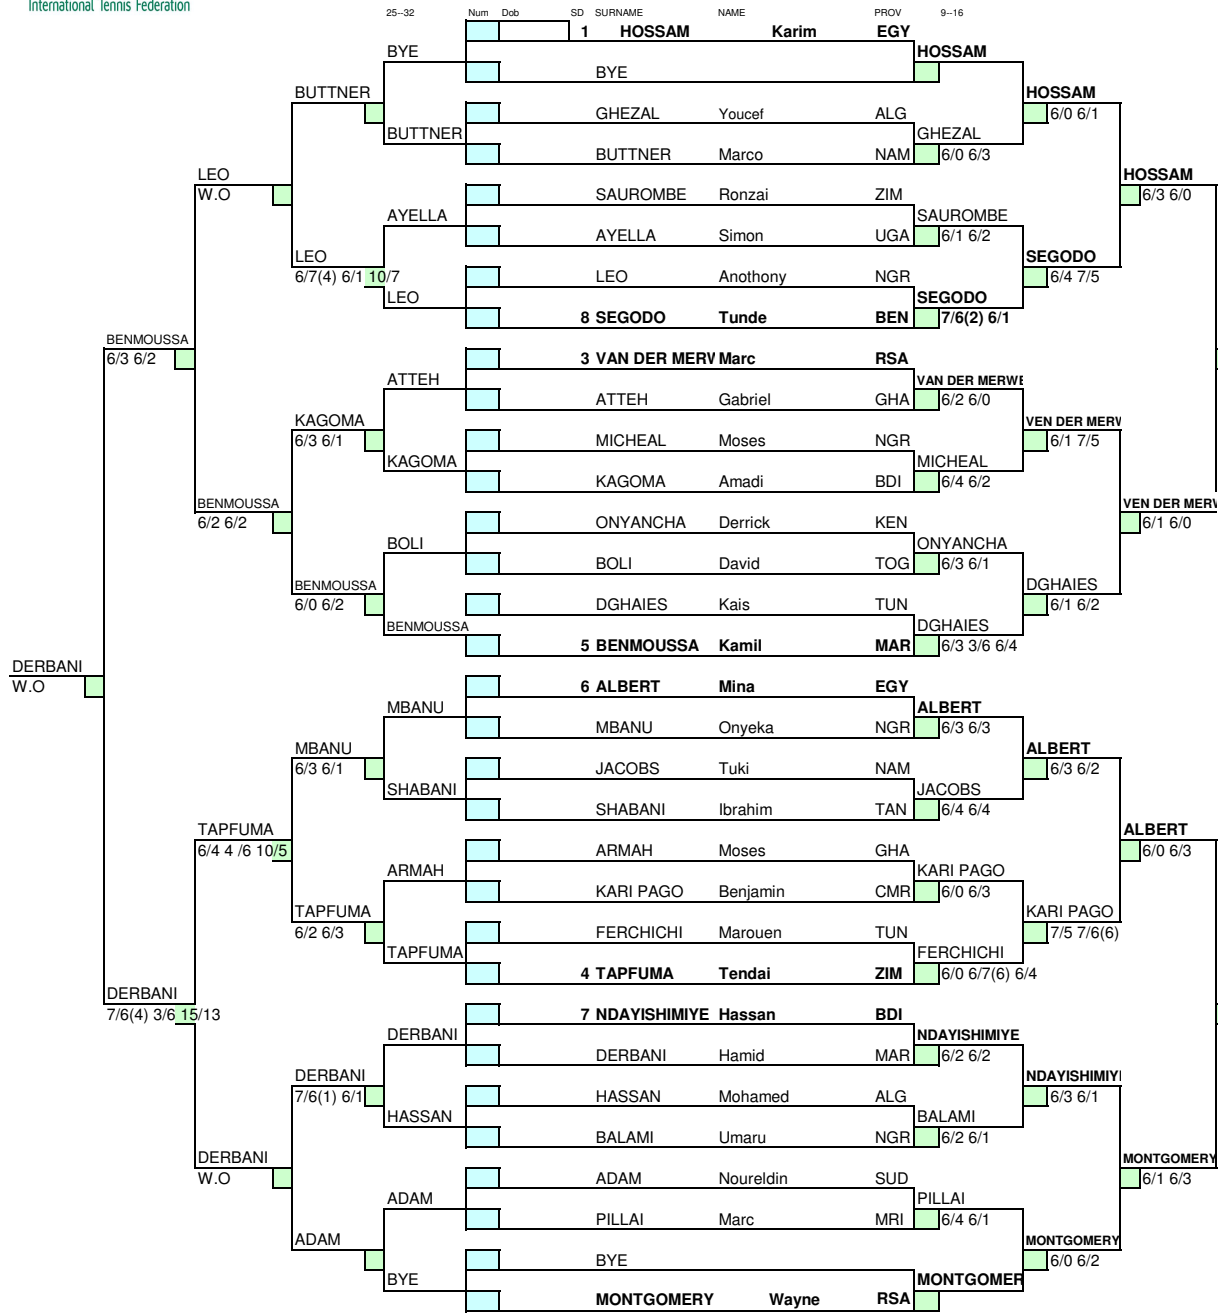 International Tennis Federation
25--32 Num Dob SD SURNAME NAME PROV 9--16
1 HOSSAM Karim EGY
BYE HOSSAM
BYE
BUTTNER HOSSAM
GHEZAL Youcef ALG 6/0 6/1
BUTTNER GHEZAL
BUTTNER Marco NAM 6/0 6/3
LEO HOSSAM
W.O SAUROMBE Ronzai ZIM 6/3 6/0
AYELLA SAUROMBE
AYELLA Simon UGA 6/1 6/2
LEO SEGODO
6/7(4) 6/1 10/7 LEO Anothony NGR 6/4 7/5
LEO SEGODO
8 SEGODO Tunde BEN 7/6(2) 6/1
BENMOUSSA
6/3 6/2 3 VAN DER MERW Marc RSA
ATTEH VAN DER MERWE
ATTEH Gabriel GHA 6/2 6/0
KAGOMA VEN DER MERW
6/3 6/1 MICHEAL Moses NGR 6/1 7/5
KAGOMA MICHEAL
KAGOMA Amadi BDI 6/4 6/2
BENMOUSSA VEN DER MERW
6/2 6/2 ONYANCHA Derrick KEN 6/1 6/0
BOLI ONYANCHA
BOLI David TOG 6/3 6/1
BENMOUSSA DGHAIES
6/0 6/2 DGHAIES Kais TUN 6/1 6/2
BENMOUSSA DGHAIES
5 BENMOUSSA Kamil MAR 6/3 3/6 6/4
DERBANI
W.O 6 ALBERT Mina EGY
MBANU ALBERT
MBANU Onyeka NGR 6/3 6/3
MBANU ALBERT
6/3 6/1 JACOBS Tuki NAM 6/3 6/2
SHABANI JACOBS
SHABANI Ibrahim TAN 6/4 6/4
TAPFUMA ALBERT
6/4 4 /6 10/5 ARMAH Moses GHA 6/0 6/3
ARMAH KARI PAGO
KARI PAGO Benjamin CMR 6/0 6/3
TAPFUMA KARI PAGO
6/2 6/3 FERCHICHI Marouen TUN 7/5 7/6(6)
TAPFUMA FERCHICHI
4 TAPFUMA Tendai ZIM 6/0 6/7(6) 6/4
DERBANI
7/6(4) 3/6 15/13 7 NDAYISHIMIYE Hassan BDI
DERBANI NDAYISHIMIYE
DERBANI Hamid MAR 6/2 6/2
DERBANI NDAYISHIMIYI
7/6(1) 6/1 HASSAN Mohamed ALG 6/3 6/1
HASSAN BALAMI
BALAMI Umaru NGR 6/2 6/1
DERBANI MONTGOMERY
W.O ADAM Noureldin SUD 6/1 6/3
ADAM PILLAI
PILLAI Marc MRI 6/4 6/1
ADAM MONTGOMERY
BYE 6/0 6/2
BYE MONTGOMER
MONTGOMERY Wayne RSA